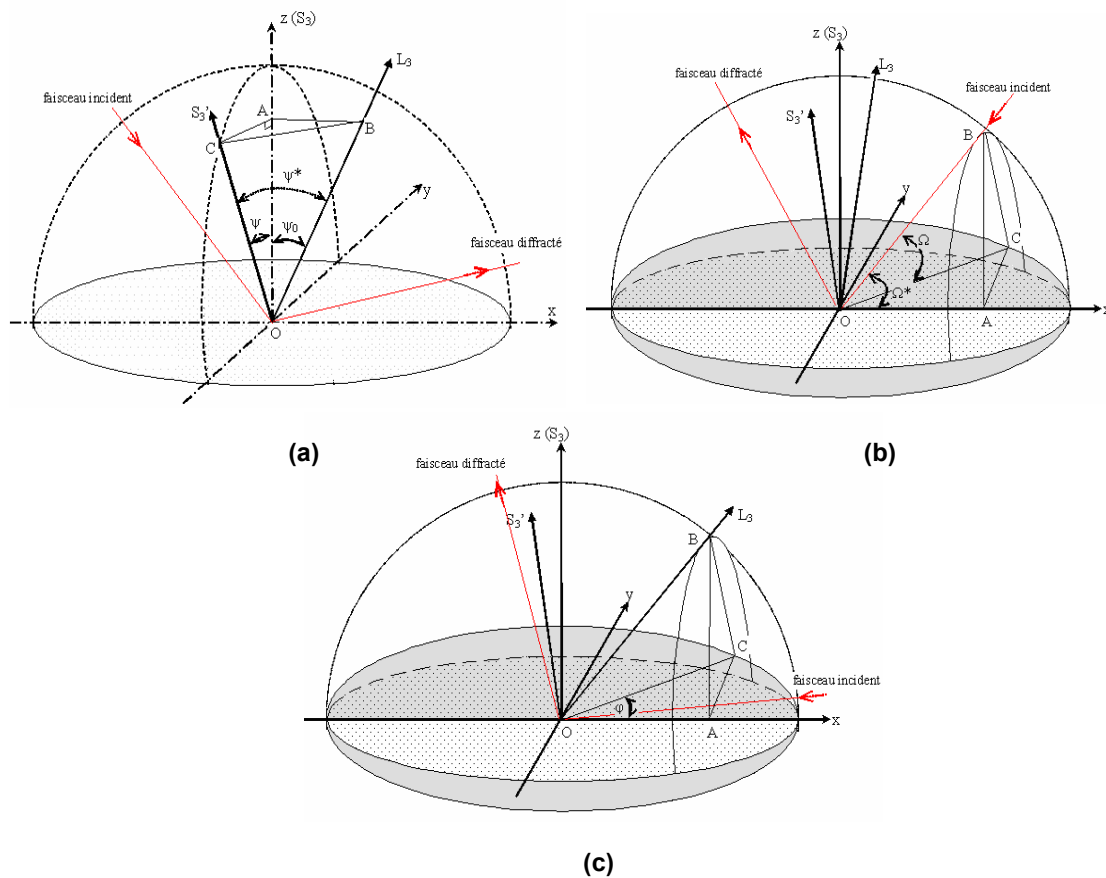 z (S₃)
L₃
faisceau incident
S₃'
A
B
C
ψ*
ψ
ψ₀
y
faisceau diffracté
x
O
(a)
z (S₃)
faisceau diffracté
L₃
faisceau incident
S₃'
B
y
Ω
C
Ω*
O
A
x
(b)
z (S₃)
faisceau diffracté
S₃'
L₃
B
y
C
faisceau incident
φ
O
A
x
(c)